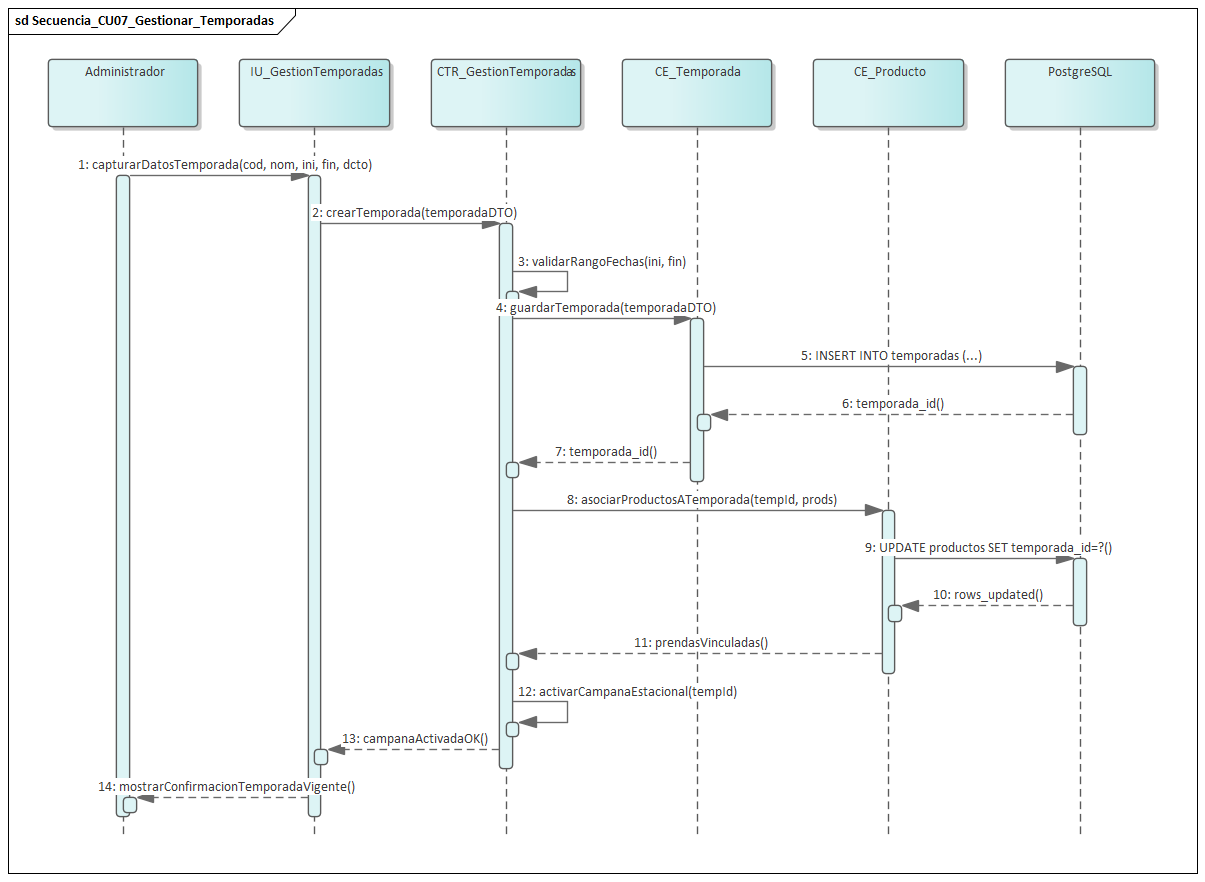 sd Secuencia_CU07_Gestionar_Temporadas
Administrador
IU_GestionTemporadas
CTR_GestionTemporadas
CE_Temporada
CE_Producto
PostgreSQL
1: capturarDatosTemporada(cod, nom, ini, fin, dcto)
2: crearTemporada(temporadaDTO)
3: validarRangoFechas(ini, fin)
4: guardarTemporada(temporadaDTO)
5: INSERT INTO temporadas (...)
6: temporada_id()
7: temporada_id()
8: asociarProductosATemporada(tempId, prods)
9: UPDATE productos SET temporada_id=?()
10: rows_updated()
11: prendasVinculadas()
12: activarCampanaEstacional(tempId)
13: campanaActivadaOK()
14: mostrarConfirmacionTemporadaVigente()